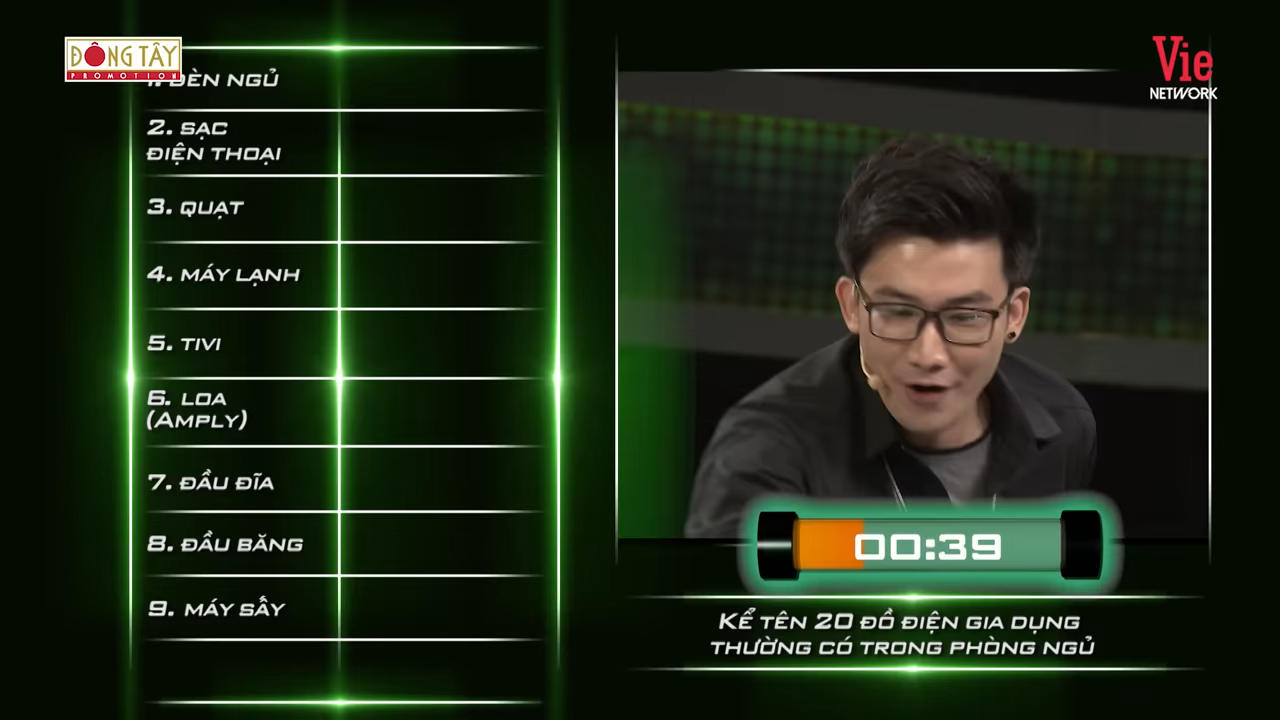 ĐÔNG TÂY
PROMOTION
1. ĐÈN NGỦ
2. SẠC
ĐIỆN THOẠI
3. QUẠT
4. MÁY LẠNH
5. TIVI
6. LOA
(AMPLY)
7. ĐẦU ĐĨA
8. ĐẦU BĂNG
9. MÁY SẤY
Vie
NETWORK
00:39
KỂ TÊN 20 ĐỒ ĐIỆN GIA DỤNG
THƯỜNG CÓ TRONG PHÒNG NGỦ